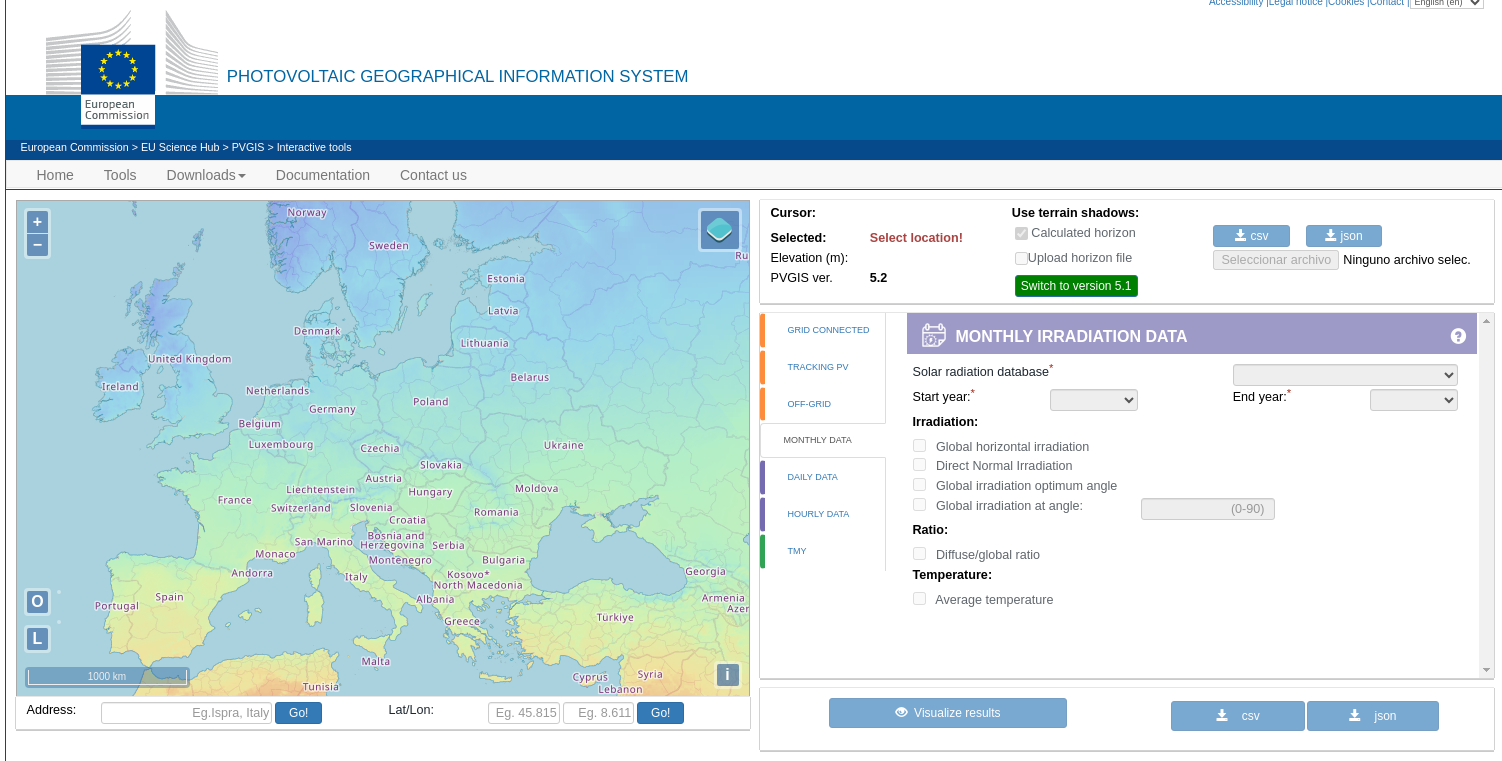 Accessibility |Legal notice |Cookies |Contact | English (en)
PHOTOVOLTAIC GEOGRAPHICAL INFORMATION SYSTEM
European
Commission
European Commission > EU Science Hub > PVGIS > Interactive tools
Home Tools Downloads Documentation Contact us
+
−
Norway
Sweden
Ru
Estonia
Latvia
Denmark
Lithuania
United Kingdom
Belarus
Ireland
Netherlands
Poland
Germany
Belgium
Luxembourg
Czechia
Ukraine
Slovakia
Austria
Liechtenstein
Hungary
Moldova
France
Switzerland
Slovenia
Romania
Croatia
San Marino
Bosnia and
Herzegovina
Serbia
Monaco
Montenegro
Bulgaria
Andorra
Italy
Kosovo*
Georgia
North Macedonia
Spain
Portugal
Albania
Armenia
Azer
Greece
Türkiye
Malta
Cyprus
Syria
Tunisia
Lebanon
O
L
1000 km
i
Address: Eg.Ispra, Italy Go! Lat/Lon: Eg. 45.815 Eg. 8.611 Go!
Cursor:
Selected: Select location!
Elevation (m):
PVGIS ver. 5.2
Use terrain shadows:
Calculated horizon
Upload horizon file
Switch to version 5.1
csv json
Seleccionar archivo Ninguno archivo selec.
GRID CONNECTED
TRACKING PV
OFF-GRID
MONTHLY DATA
DAILY DATA
HOURLY DATA
TMY
MONTHLY IRRADIATION DATA ?
Solar radiation database*
Start year:* End year:*
Irradiation:
Global horizontal irradiation
Direct Normal Irradiation
Global irradiation optimum angle
Global irradiation at angle: (0-90)
Ratio:
Diffuse/global ratio
Temperature:
Average temperature
Visualize results csv json